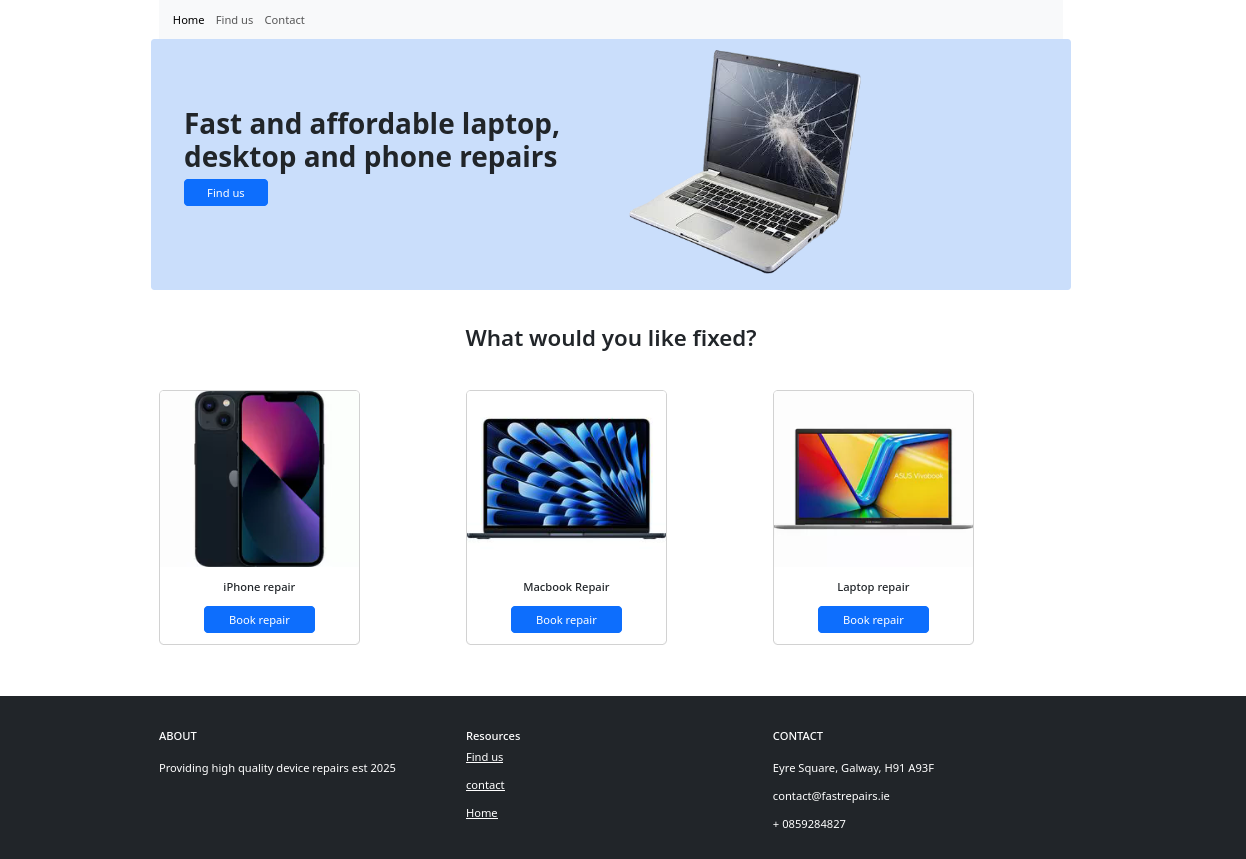 Home Find us Contact
Fast and affordable laptop,
desktop and phone repairs
Find us
What would you like fixed?
ASUS Vivobook
iPhone repair
Macbook Repair
Laptop repair
Book repair
Book repair
Book repair
ABOUT
Providing high quality device repairs est 2025
Resources
Find us
contact
Home
CONTACT
Eyre Square, Galway, H91 A93F
contact@fastrepairs.ie
+ 0859284827